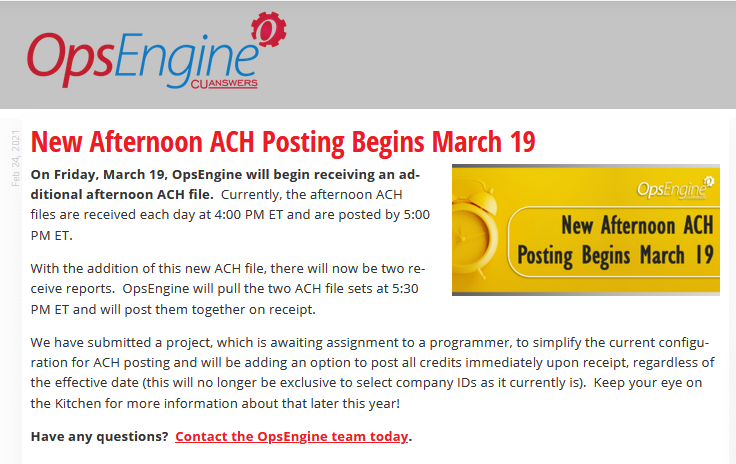 OpsEngine
CU*ANSWERS
Feb 24, 2021
New Afternoon ACH Posting Begins March 19
On Friday, March 19, OpsEngine will begin receiving an ad-
ditional afternoon ACH file. Currently, the afternoon ACH
files are received each day at 4:00 PM ET and are posted by 5:00
PM ET.
OpsEngine
New Afternoon ACH
Posting Begins March 19
With the addition of this new ACH file, there will now be two re-
ceive reports. OpsEngine will pull the two ACH file sets at 5:30
PM ET and will post them together on receipt.
We have submitted a project, which is awaiting assignment to a programmer, to simplify the current configu-
ration for ACH posting and will be adding an option to post all credits immediately upon receipt, regardless of
the effective date (this will no longer be exclusive to select company IDs as it currently is). Keep your eye on
the Kitchen for more information about that later this year!
Have any questions? Contact the OpsEngine team today.